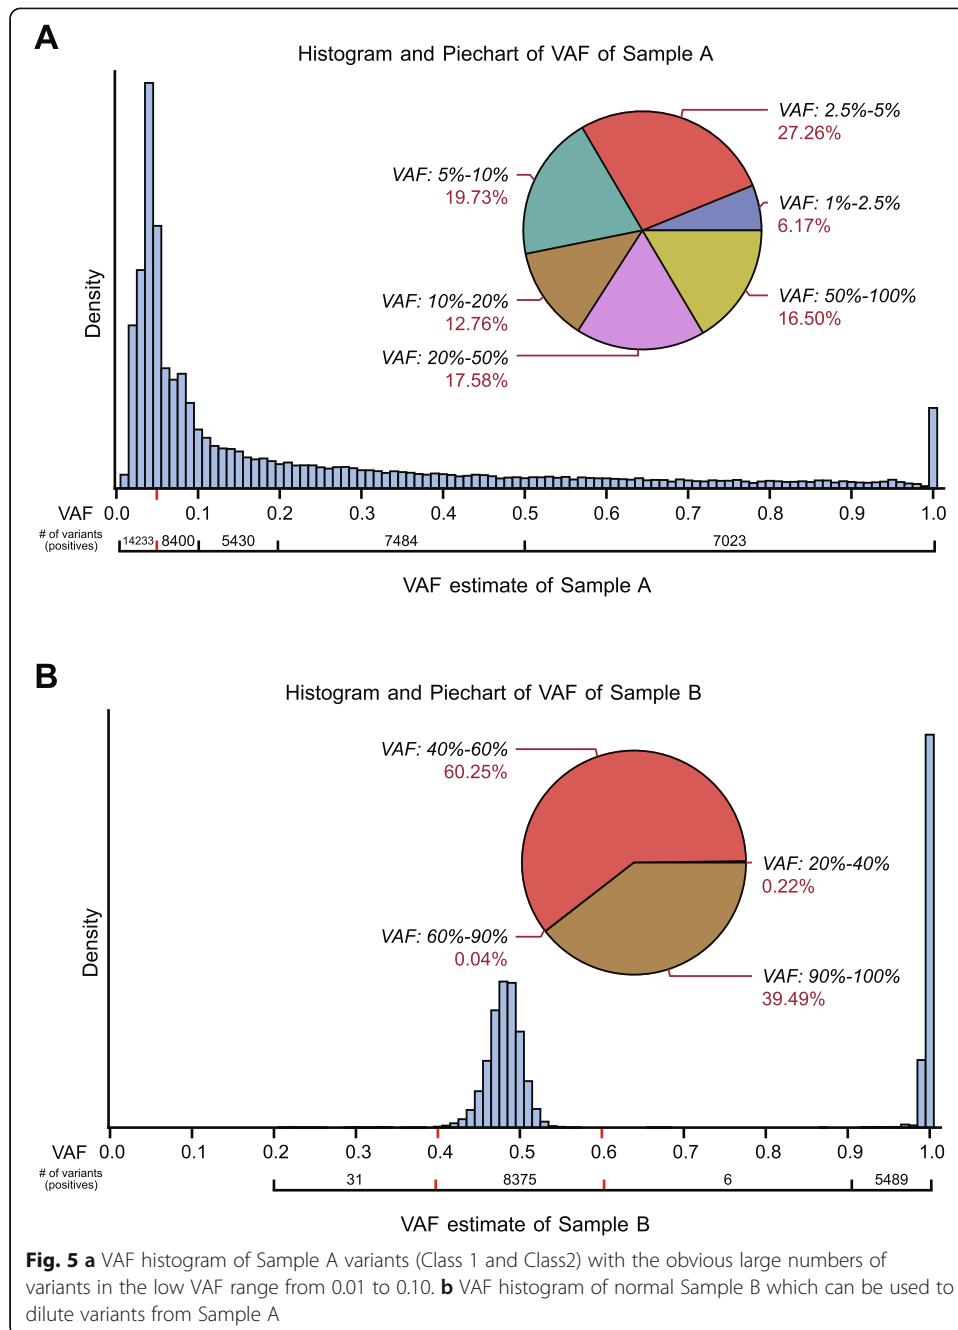 A
Histogram and Piechart of VAF of Sample A
VAF: 2.5%-5%
27.26%
VAF: 5%-10%
19.73%
VAF: 1%-2.5%
6.17%
VAF: 10%-20%
12.76%
VAF: 50%-100%
16.50%
VAF: 20%-50%
17.58%
Density
VAF 0.0 0.1 0.2 0.3 0.4 0.5 0.6 0.7 0.8 0.9 1.0
# of variants
(positives)
14233 8400 5430 7484 7023
VAF estimate of Sample A
B
Histogram and Piechart of VAF of Sample B
VAF: 40%-60%
60.25%
VAF: 20%-40%
0.22%
VAF: 60%-90%
0.04%
VAF: 90%-100%
39.49%
Density
VAF 0.0 0.1 0.2 0.3 0.4 0.5 0.6 0.7 0.8 0.9 1.0
# of variants
(positives)
31 8375 6 5489
VAF estimate of Sample B
Fig. 5 a VAF histogram of Sample A variants (Class 1 and Class2) with the obvious large numbers of
variants in the low VAF range from 0.01 to 0.10. b VAF histogram of normal Sample B which can be used to
dilute variants from Sample A